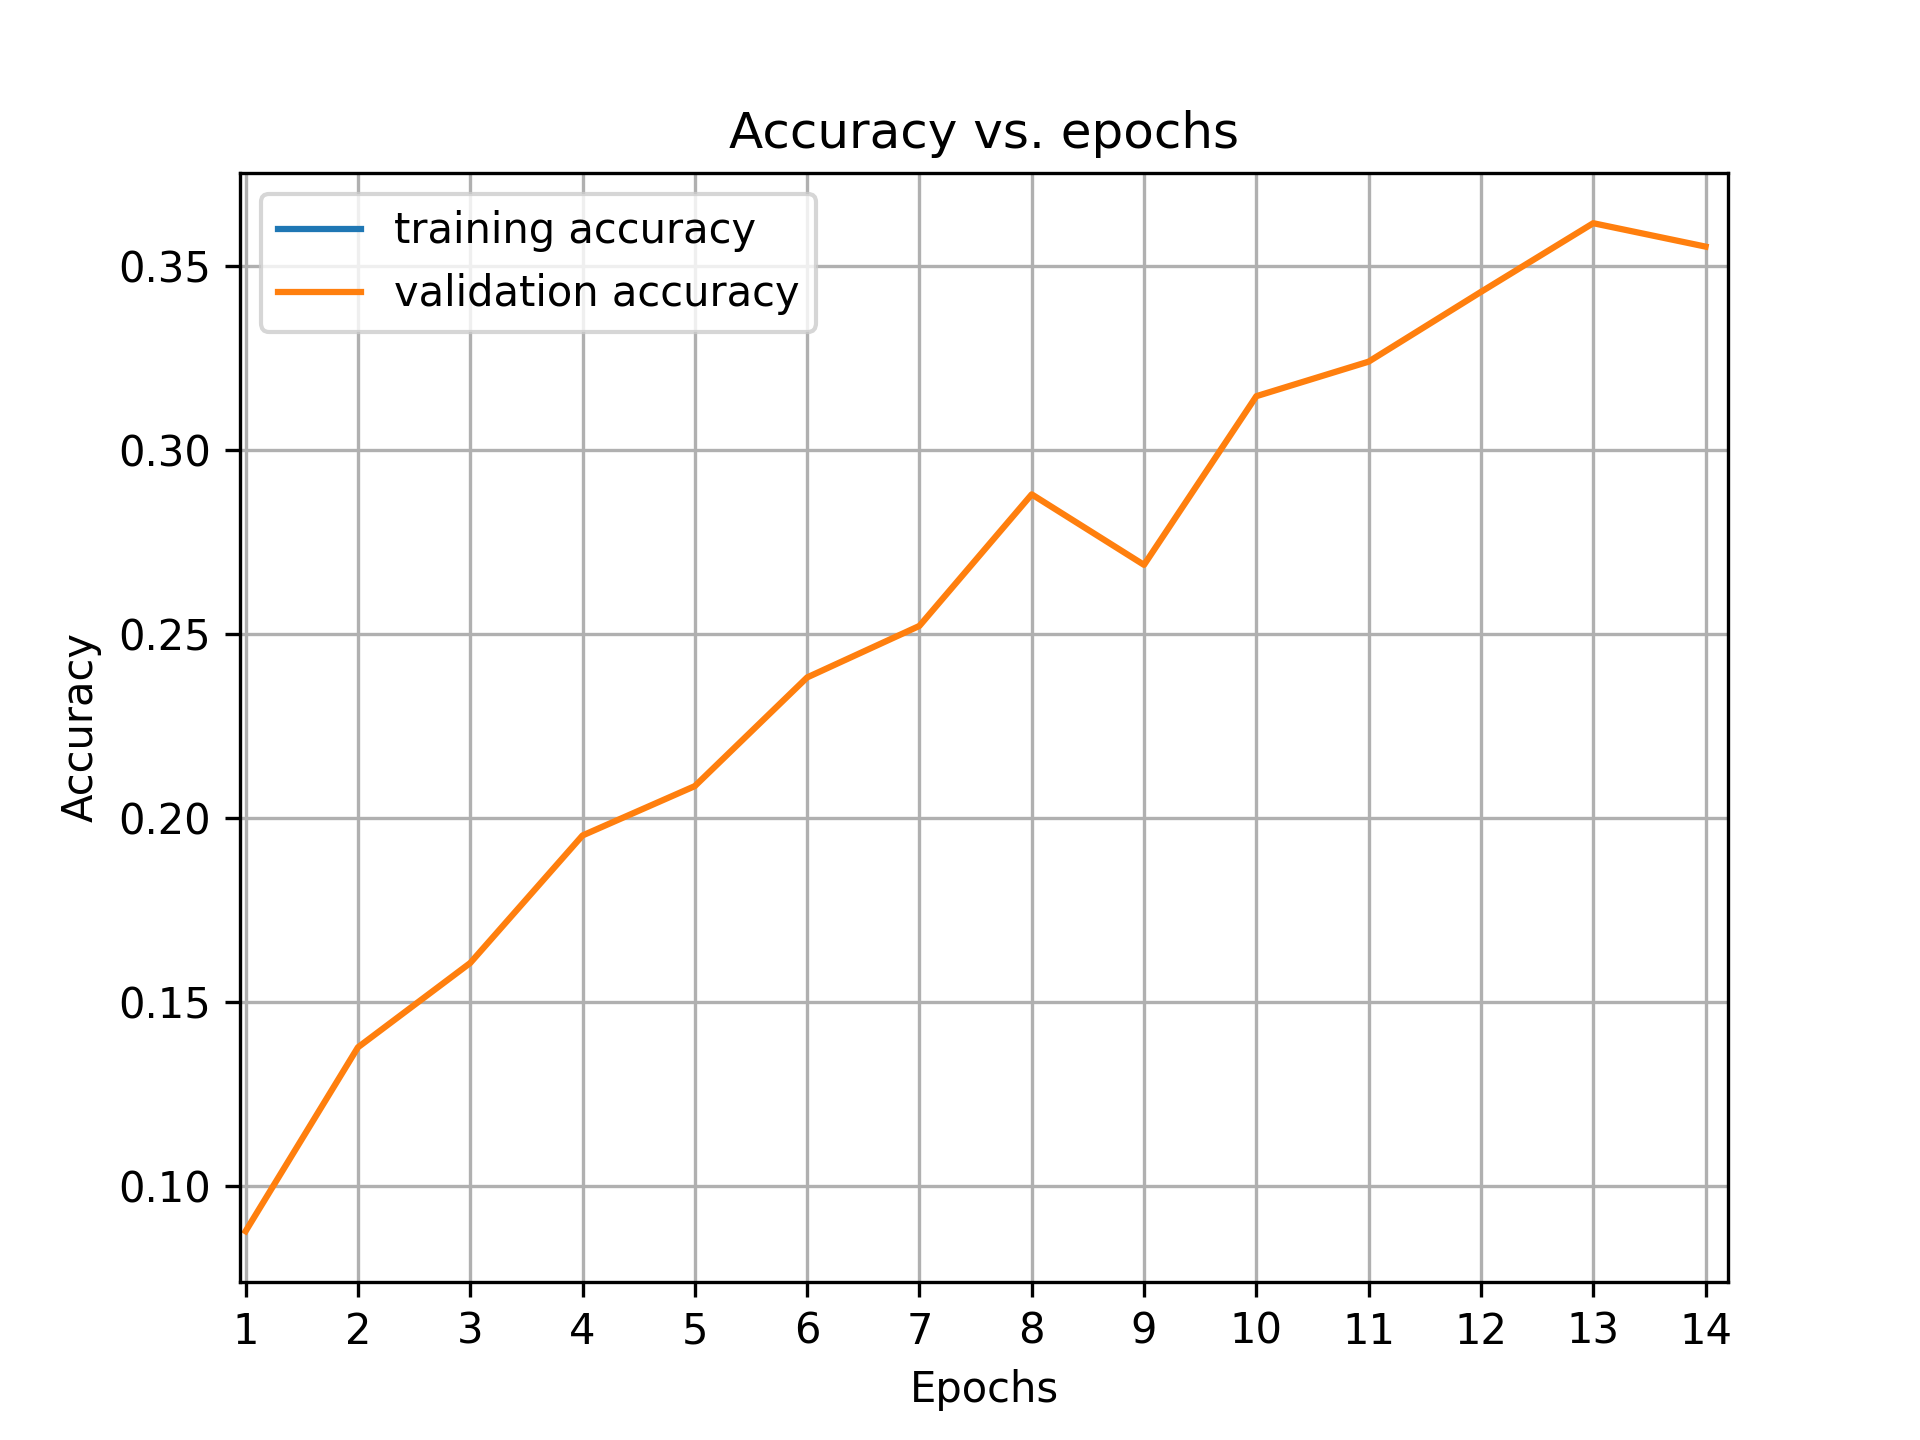 Accuracy vs. epochs
training accuracy
validation accuracy
0.35
0.30
0.25
0.20
0.15
0.10
Accuracy
1 2 3 4 5 6 7 8 9 10 11 12 13 14
Epochs